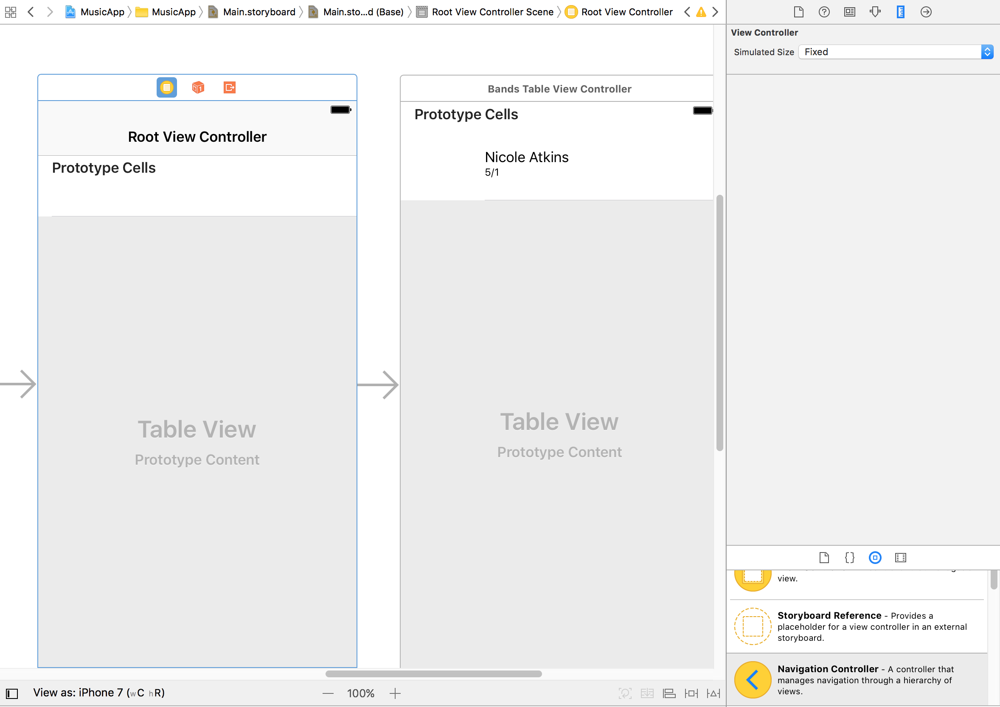 MusicApp
MusicApp
Main.storyboard
Main.sto...d (Base)
Root View Controller Scene
Root View Controller
View Controller
Simulated Size
Fixed
1
Root View Controller
Prototype Cells
Table View
Prototype Content
Bands Table View Controller
Prototype Cells
Nicole Atkins
5/1
Table View
Prototype Content
view.
Storyboard Reference - Provides a
placeholder for a view controller in an external
storyboard.
Navigation Controller - A controller that
manages navigation through a hierarchy of
views.
View as: iPhone 7 (wC hR)
100%